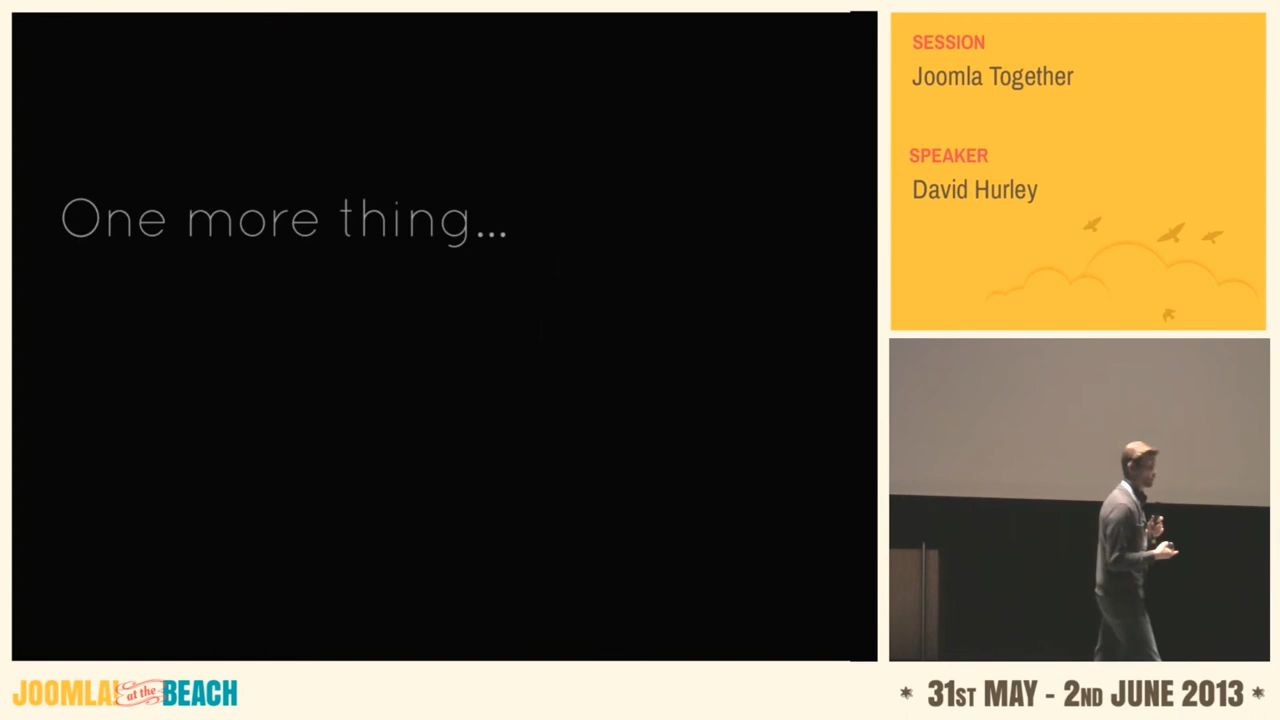 One more thing...
SESSION
Joomla Together
SPEAKER
David Hurley
JOOMLA! at the BEACH
* 31ST MAY - 2ND JUNE 2013 *